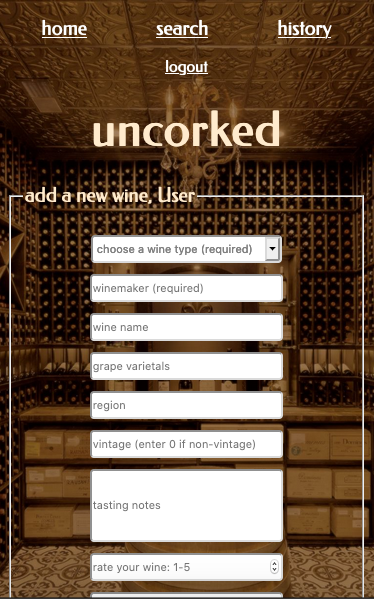 home search history
logout
uncorked
add a new wine, User
choose a wine type (required)
winemaker (required)
wine name
grape varietals
region
vintage (enter 0 if non-vintage)
tasting notes
rate your wine: 1-5